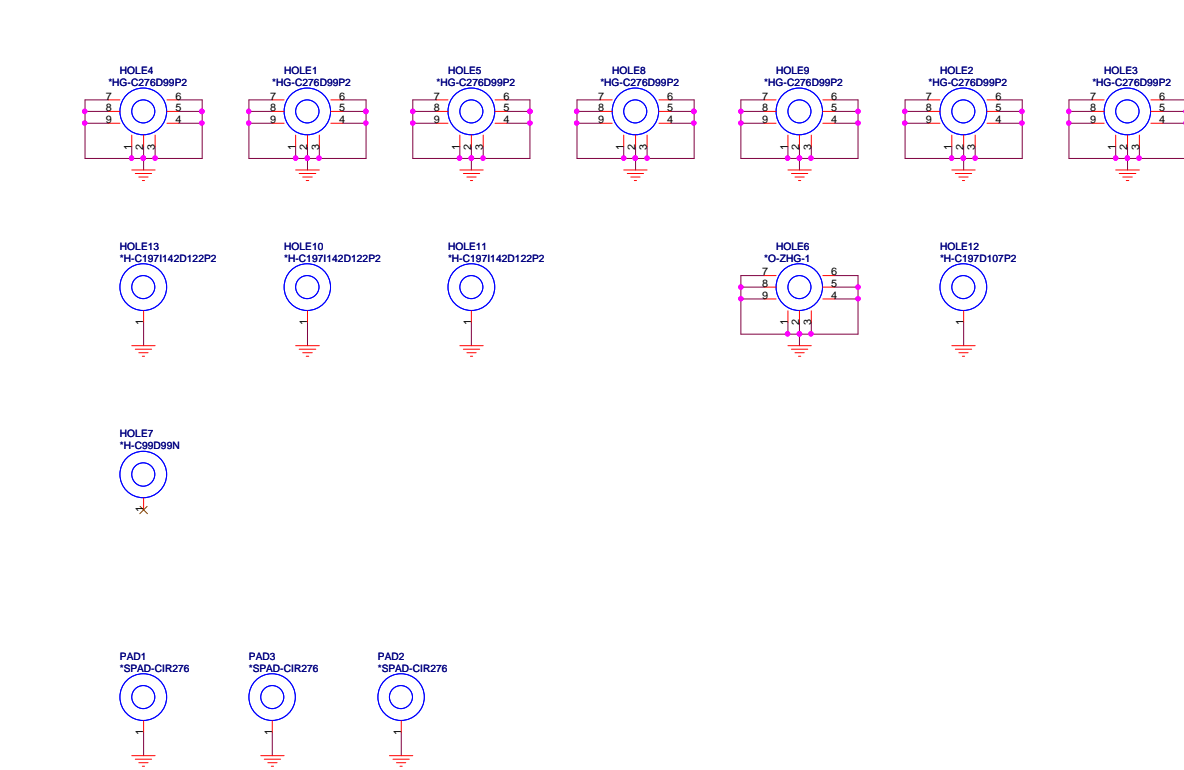 HOLE4 HOLE1 HOLE5 HOLE8 HOLE9 HOLE2 HOLE3
*HG-C276D99P2 *HG-C276D99P2 *HG-C276D99P2 *HG-C276D99P2 *HG-C276D99P2 *HG-C276D99P2 *HG-C276D99P2
7 6 7 6 7 6 7 6 7 6 7 6 7
8 5 8 5 8 5 8 5 8 5 8 5 8 5
9 4 9 4 9 4 9 4 9 4 9 4 9 4
1 2 3 1 2 3 1 2 3 1 2 3 1 2 3 1 2 3 1 2 3
HOLE13 HOLE10 HOLE11 HOLE6 HOLE12
*H-C197I142D122P2 *H-C197I142D122P2 *H-C197I142D122P2 *O-ZHG-1 *H-C197D107P2
7 6
8 5
9 4
1 1 1 1 2 3 1
HOLE7
*H-C99D99N
1
PAD1 PAD3 PAD2
*SPAD-CIR276 *SPAD-CIR276 *SPAD-CIR276
1 1 1